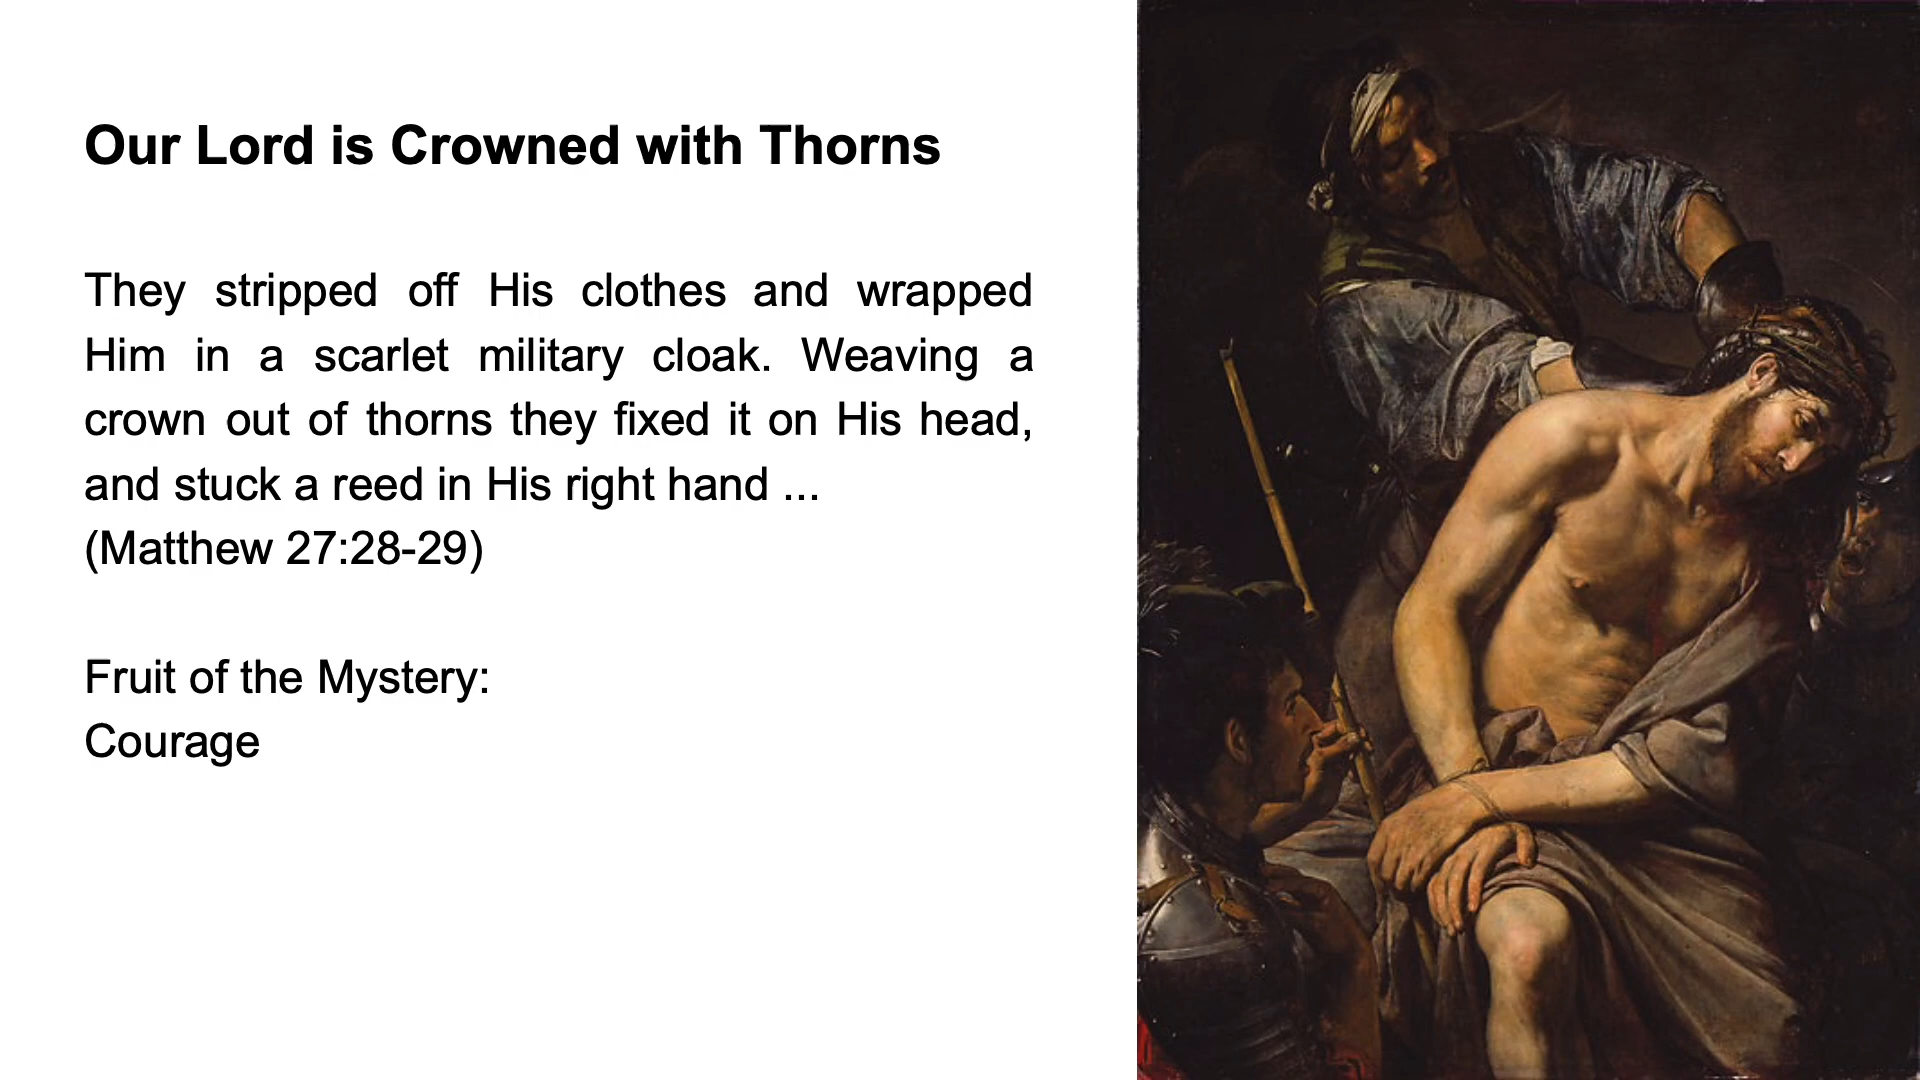 Our Lord is Crowned with Thorns
They stripped off His clothes and wrapped
Him in a scarlet military cloak. Weaving a
crown out of thorns they fixed it on His head,
and stuck a reed in His right hand ...
(Matthew 27:28-29)
Fruit of the Mystery:
Courage